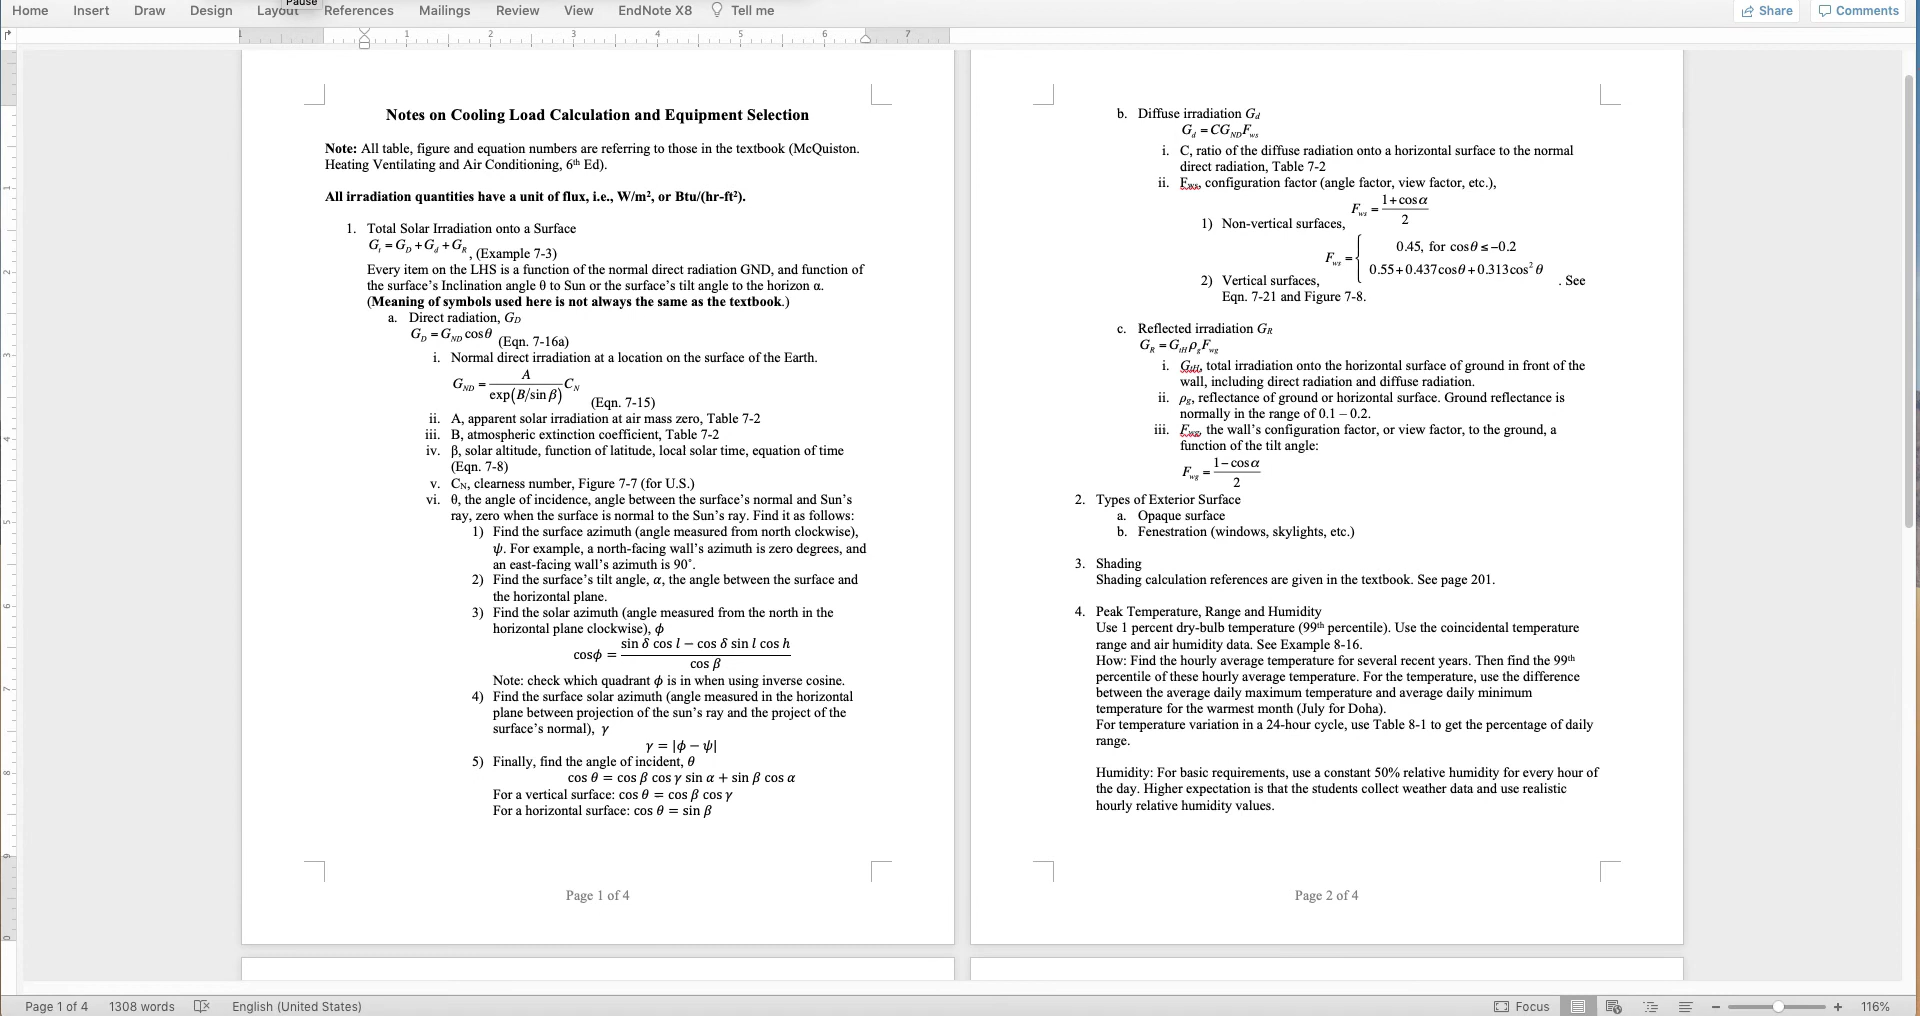 Pause
Home Insert Draw Design Layout References Mailings Review View EndNote X8 Tell me Share Comments
1 1 2 3 4 5 6 7
Notes on Cooling Load Calculation and Equipment Selection
Note: All table, figure and equation numbers are referring to those in the textbook (McQuiston.
Heating Ventilating and Air Conditioning, 6th Ed).
All irradiation quantities have a unit of flux, i.e., W/m², or Btu/(hr-ft²).
1. Total Solar Irradiation onto a Surface
G_t = G_D + G_d + G_R, (Example 7-3)
Every item on the LHS is a function of the normal direct radiation GND, and function of
the surface's Inclination angle θ to Sun or the surface's tilt angle to the horizon α.
(Meaning of symbols used here is not always the same as the textbook.)
a. Direct radiation, G_D
G_D = G_ND cosθ (Eqn. 7-16a)
i. Normal direct irradiation at a location on the surface of the Earth.
G_ND = A / exp(B/sin β) C_N (Eqn. 7-15)
ii. A, apparent solar irradiation at air mass zero, Table 7-2
iii. B, atmospheric extinction coefficient, Table 7-2
iv. β, solar altitude, function of latitude, local solar time, equation of time
(Eqn. 7-8)
v. C_N, clearness number, Figure 7-7 (for U.S.)
vi. θ, the angle of incidence, angle between the surface's normal and Sun's
ray, zero when the surface is normal to the Sun's ray. Find it as follows:
1) Find the surface azimuth (angle measured from north clockwise),
ψ. For example, a north-facing wall's azimuth is zero degrees, and
an east-facing wall's azimuth is 90˚.
2) Find the surface's tilt angle, α, the angle between the surface and
the horizontal plane.
3) Find the solar azimuth (angle measured from the north in the
horizontal plane clockwise), ϕ
cosϕ = (sin δ cos l − cos δ sin l cos h) / cos β
Note: check which quadrant ϕ is in when using inverse cosine.
4) Find the surface solar azimuth (angle measured in the horizontal
plane between projection of the sun's ray and the project of the
surface's normal), γ
γ = |ϕ − ψ|
5) Finally, find the angle of incident, θ
cos θ = cos β cos γ sin α + sin β cos α
For a vertical surface: cos θ = cos β cos γ
For a horizontal surface: cos θ = sin β
Page 1 of 4
b. Diffuse irradiation G_d
G_d = CG_ND F_ws
i. C, ratio of the diffuse radiation onto a horizontal surface to the normal
direct radiation, Table 7-2
ii. F_ws, configuration factor (angle factor, view factor, etc.),
1) Non-vertical surfaces, F_ws = (1+cosα) / 2
2) Vertical surfaces, F_ws = { 0.45, for cosθ ≤ −0.2
0.55+0.437cosθ+0.313cos²θ . See
Eqn. 7-21 and Figure 7-8.
c. Reflected irradiation G_R
G_R = G_tH ρ_g F_wg
i. G_tH, total irradiation onto the horizontal surface of ground in front of the
wall, including direct radiation and diffuse radiation.
ii. ρ_g, reflectance of ground or horizontal surface. Ground reflectance is
normally in the range of 0.1 – 0.2.
iii. F_wg, the wall's configuration factor, or view factor, to the ground, a
function of the tilt angle:
F_wg = (1−cosα) / 2
2. Types of Exterior Surface
a. Opaque surface
b. Fenestration (windows, skylights, etc.)
3. Shading
Shading calculation references are given in the textbook. See page 201.
4. Peak Temperature, Range and Humidity
Use 1 percent dry-bulb temperature (99th percentile). Use the coincidental temperature
range and air humidity data. See Example 8-16.
How: Find the hourly average temperature for several recent years. Then find the 99th
percentile of these hourly average temperature. For the temperature, use the difference
between the average daily maximum temperature and average daily minimum
temperature for the warmest month (July for Doha).
For temperature variation in a 24-hour cycle, use Table 8-1 to get the percentage of daily
range.
Humidity: For basic requirements, use a constant 50% relative humidity for every hour of
the day. Higher expectation is that the students collect weather data and use realistic
hourly relative humidity values.
Page 2 of 4
Page 1 of 4 1308 words English (United States) Focus 116%